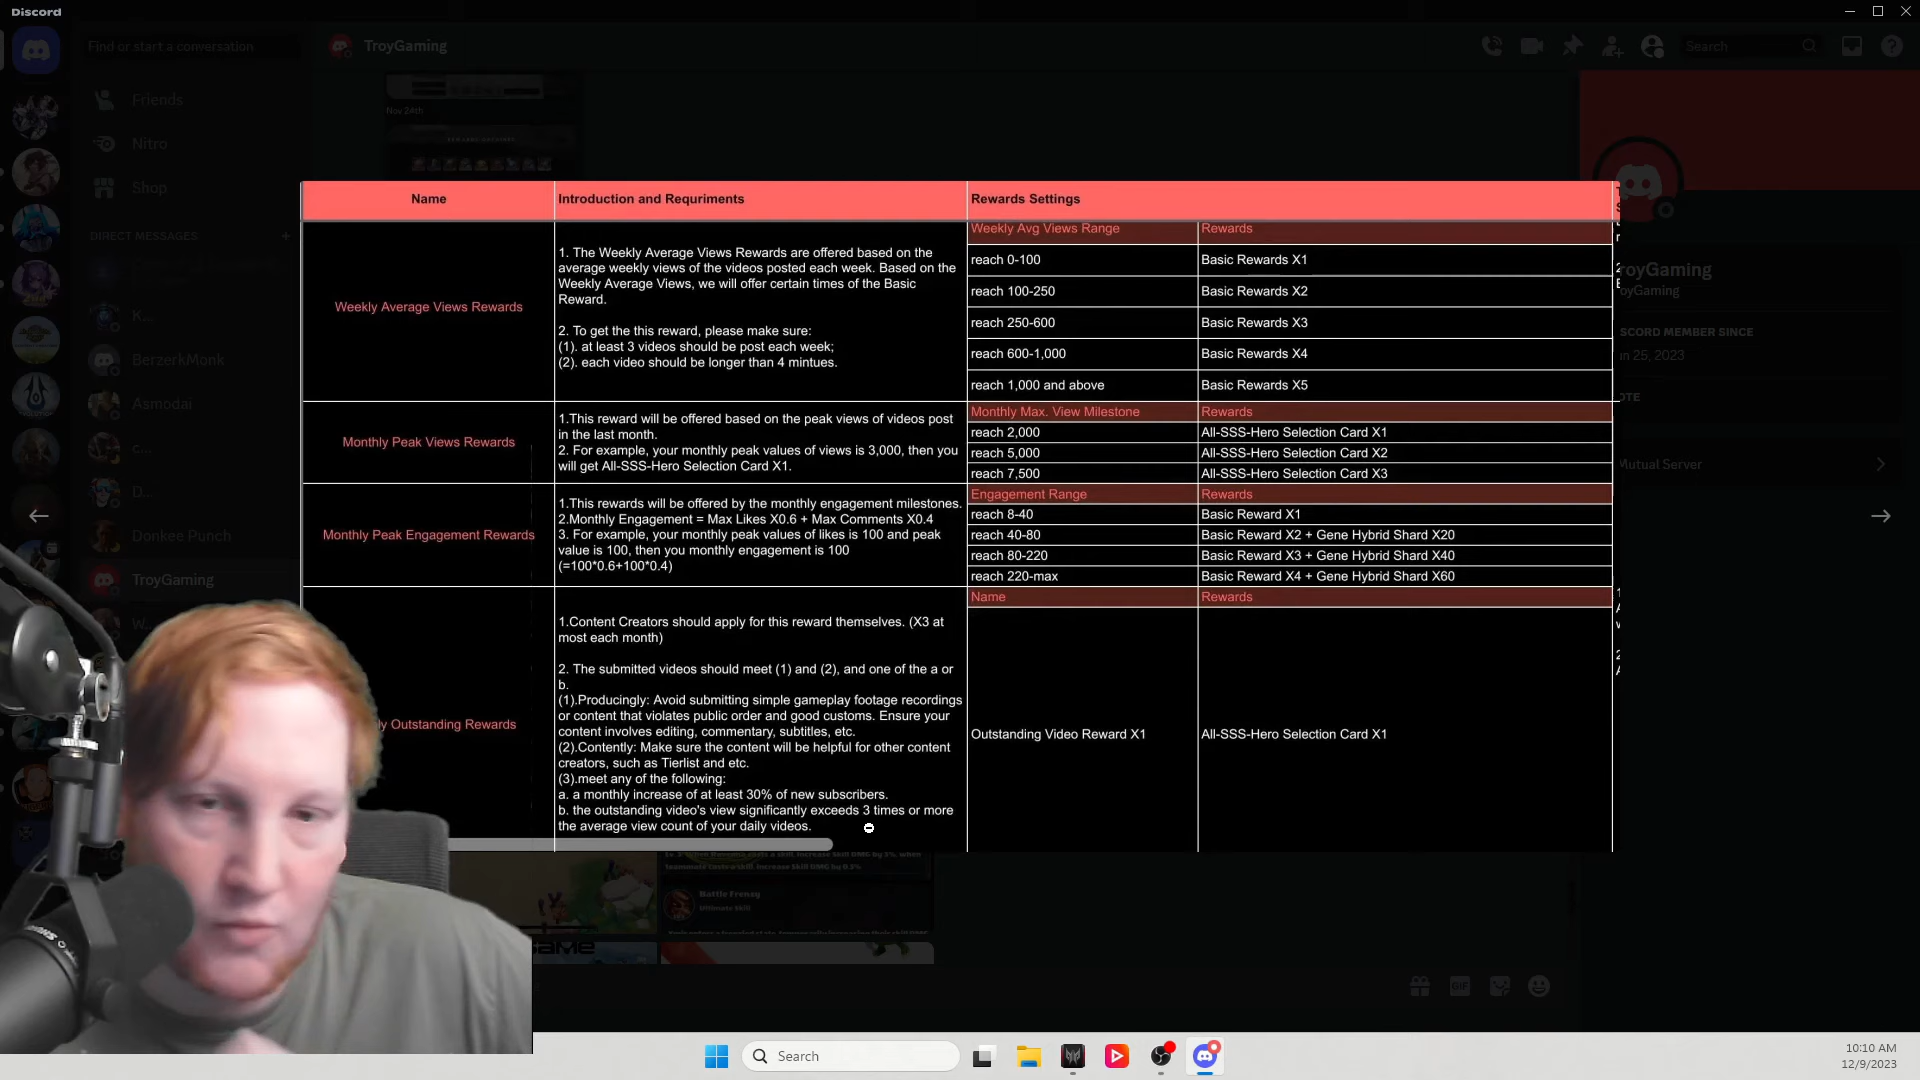 Discord
Find or start a conversation
TroyGaming
Search
Friends
Nov 24th
Nitro
Shop
DIRECT MESSAGES
K...
BerzerkMonk
Asmodai
c...
D...
Donkee Punch
TroyGaming
W...
Name
Introduction and Requriments
Rewards Settings
Weekly Average Views Rewards
1. The Weekly Average Views Rewards are offered based on the
average weekly views of the videos posted each week. Based on the
Weekly Average Views, we will offer certain times of the Basic
Reward.
2. To get the this reward, please make sure:
(1). at least 3 videos should be post each week;
(2). each video should be longer than 4 mintues.
Weekly Avg Views Range
Rewards
reach 0-100
Basic Rewards X1
reach 100-250
Basic Rewards X2
reach 250-600
Basic Rewards X3
reach 600-1,000
Basic Rewards X4
reach 1,000 and above
Basic Rewards X5
Monthly Peak Views Rewards
1.This reward will be offered based on the peak views of videos post
in the last month.
2. For example, your monthly peak values of views is 3,000, then you
will get All-SSS-Hero Selection Card X1.
Monthly Max. View Milestone
Rewards
reach 2,000
All-SSS-Hero Selection Card X1
reach 5,000
All-SSS-Hero Selection Card X2
reach 7,500
All-SSS-Hero Selection Card X3
Monthly Peak Engagement Rewards
1.This rewards will be offered by the monthly engagement milestones.
2.Monthly Engagement = Max Likes X0.6 + Max Comments X0.4
3. For example, your monthly peak values of likes is 100 and peak
value is 100, then you monthly engagement is 100
(=100*0.6+100*0.4)
Engagement Range
Rewards
reach 8-40
Basic Reward X1
reach 40-80
Basic Reward X2 + Gene Hybrid Shard X20
reach 80-220
Basic Reward X3 + Gene Hybrid Shard X40
reach 220-max
Basic Reward X4 + Gene Hybrid Shard X60
ly Outstanding Rewards
1.Content Creators should apply for this reward themselves. (X3 at
most each month)
2. The submitted videos should meet (1) and (2), and one of the a or
b.
(1).Producingly: Avoid submitting simple gameplay footage recordings
or content that violates public order and good customs. Ensure your
content involves editing, commentary, subtitles, etc.
(2).Contently: Make sure the content will be helpful for other content
creators, such as Tierlist and etc.
(3).meet any of the following:
a. a monthly increase of at least 30% of new subscribers.
b. the outstanding video's view significantly exceeds 3 times or more
the average view count of your daily videos.
Name
Rewards
Outstanding Video Reward X1
All-SSS-Hero Selection Card X1
royGaming
oyGaming
SCORD MEMBER SINCE
n 25, 2023
OTE
Mutual Server
Battle Frenzy
Ultimate Skill
GIF
Search
10:10 AM
12/9/2023